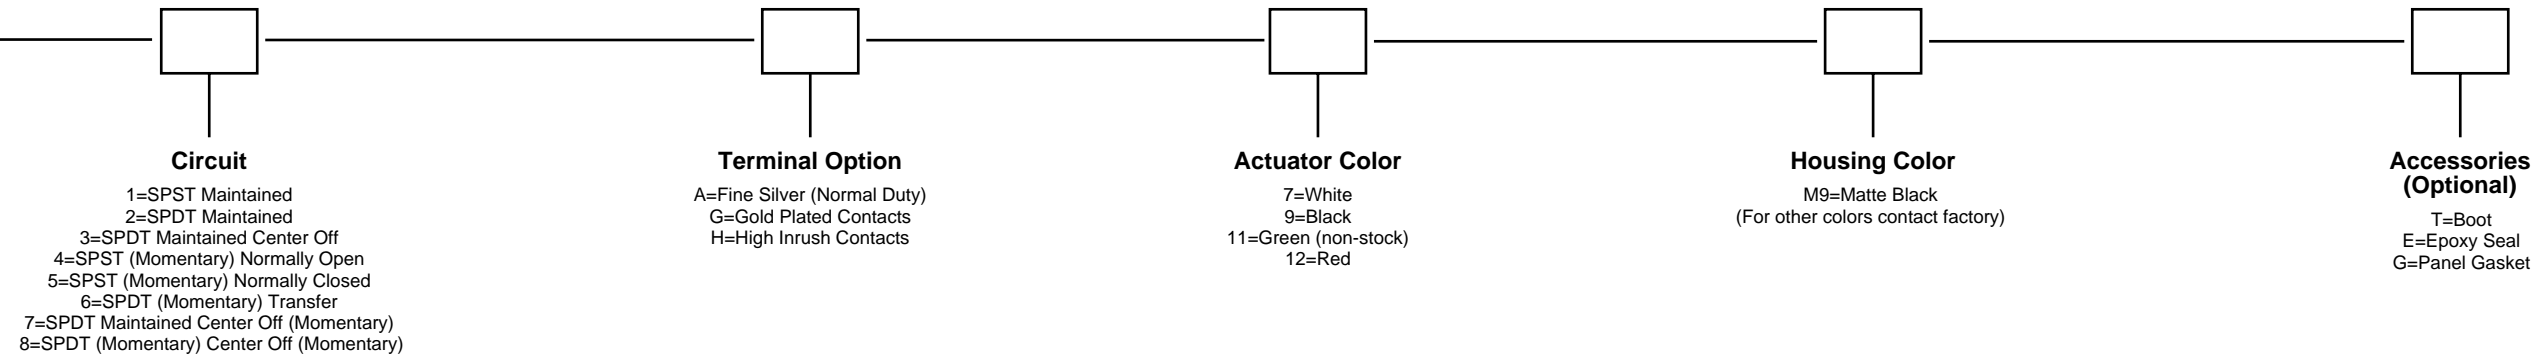 Circuit
1=SPST Maintained
2=SPDT Maintained
3=SPDT Maintained Center Off
4=SPST (Momentary) Normally Open
5=SPST (Momentary) Normally Closed
6=SPDT (Momentary) Transfer
7=SPDT Maintained Center Off (Momentary)
8=SPDT (Momentary) Center Off (Momentary)
Terminal Option
A=Fine Silver (Normal Duty)
G=Gold Plated Contacts
H=High Inrush Contacts
Actuator Color
7=White
9=Black
11=Green (non-stock)
12=Red
Housing Color
M9=Matte Black
(For other colors contact factory)
Accessories
(Optional)
T=Boot
E=Epoxy Seal
G=Panel Gasket